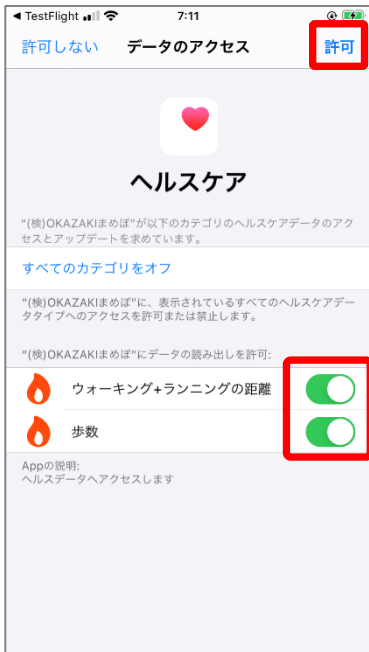 ◀ TestFlight 7:11
許可しない データのアクセス 許可
ヘルスケア
“(検)OKAZAKIまめぽ”が以下のカテゴリのヘルスケアデータのアク
セスとアップデートを求めています。
すべてのカテゴリをオフ
“(検)OKAZAKIまめぽ”に、表示されているすべてのヘルスケアデー
タタイプへのアクセスを許可または禁止します。
“(検)OKAZAKIまめぽ”にデータの読み出しを許可:
ウォーキング+ランニングの距離
歩数
Appの説明:
ヘルスデータへアクセスします